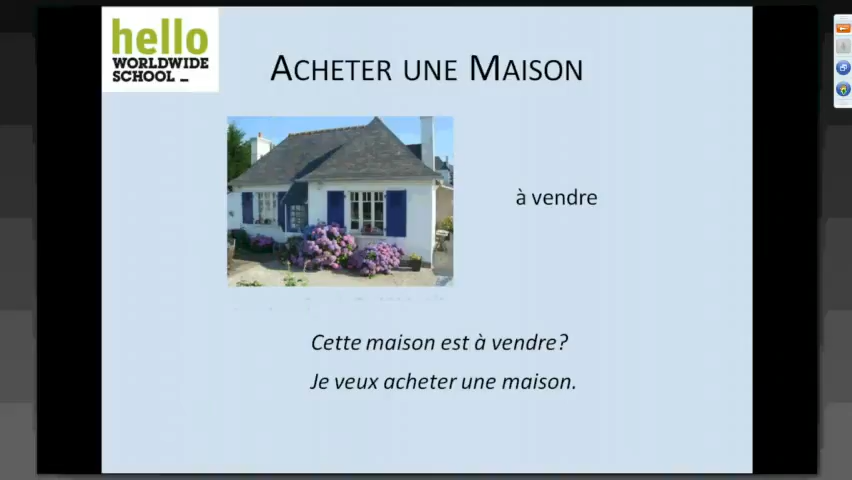 hello
WORLDWIDE
SCHOOL
ACHETER UNE MAISON
à vendre
Cette maison est à vendre?
Je veux acheter une maison.